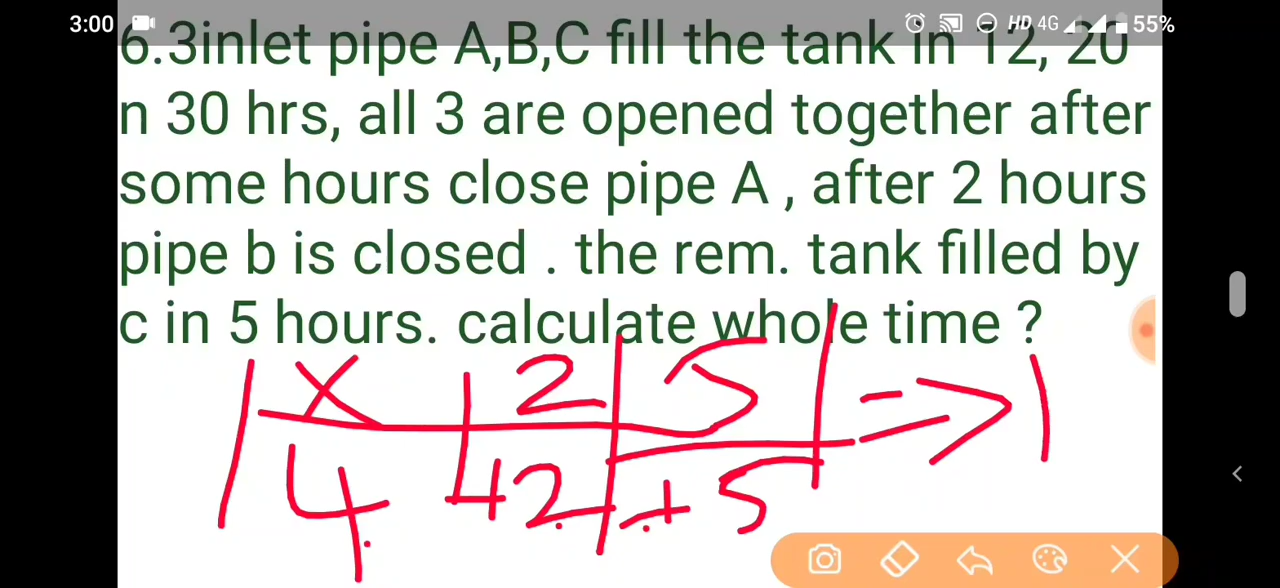 3:00 HD 4G 55%
6.3inlet pipe A,B,C fill the tank in 12, 20
n 30 hrs, all 3 are opened together after
some hours close pipe A , after 2 hours
pipe b is closed . the rem. tank filled by
c in 5 hours. calculate whole time ?
| x | 2 | 5 | => 1
4 +2 + 5